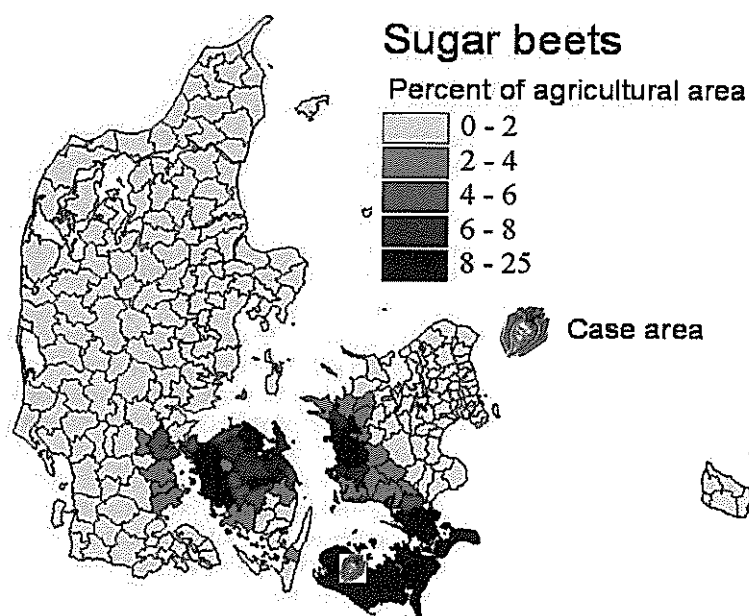 Sugar beets
Percent of agricultural area
0 - 2
2 - 4
4 - 6
6 - 8
8 - 25
Case area